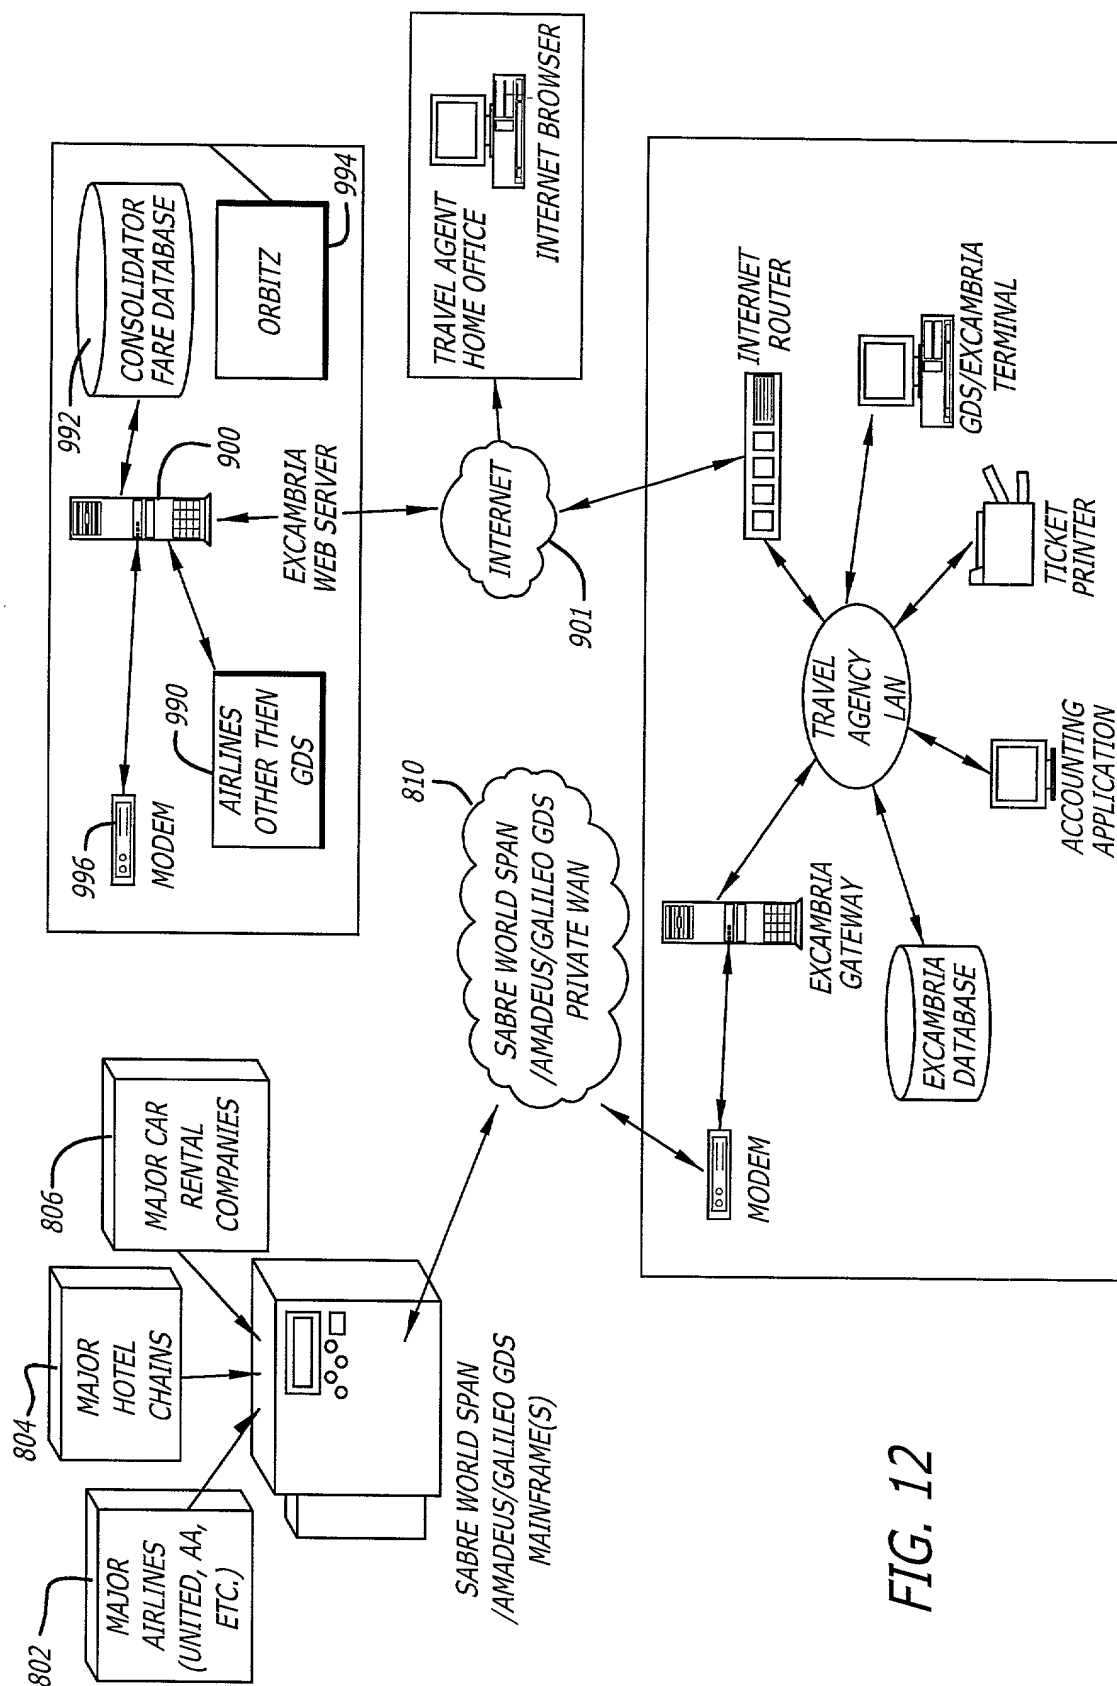 802
MAJOR
AIRLINES
(UNITED, AA,
ETC.)
804
MAJOR
HOTEL
CHAINS
806
MAJOR CAR
RENTAL
COMPANIES
SABRE WORLD SPAN
/AMADEUS/GALILEO GDS
MAINFRAME(S)
810
SABRE WORLD SPAN
/AMADEUS/GALILEO GDS
PRIVATE WAN
996
MODEM
990
AIRLINES
OTHER THEN
GDS
992
CONSOLIDATOR
FARE DATABASE
900
EXCAMBRIA
WEB SERVER
ORBITZ
994
INTERNET
901
TRAVEL AGENT
HOME OFFICE
INTERNET BROWSER
MODEM
EXCAMBRIA
GATEWAY
EXCAMBRIA
DATABASE
TRAVEL
AGENCY
LAN
INTERNET
ROUTER
GDS/EXCAMBRIA
TERMINAL
TICKET
PRINTER
ACCOUNTING
APPLICATION
FIG. 12